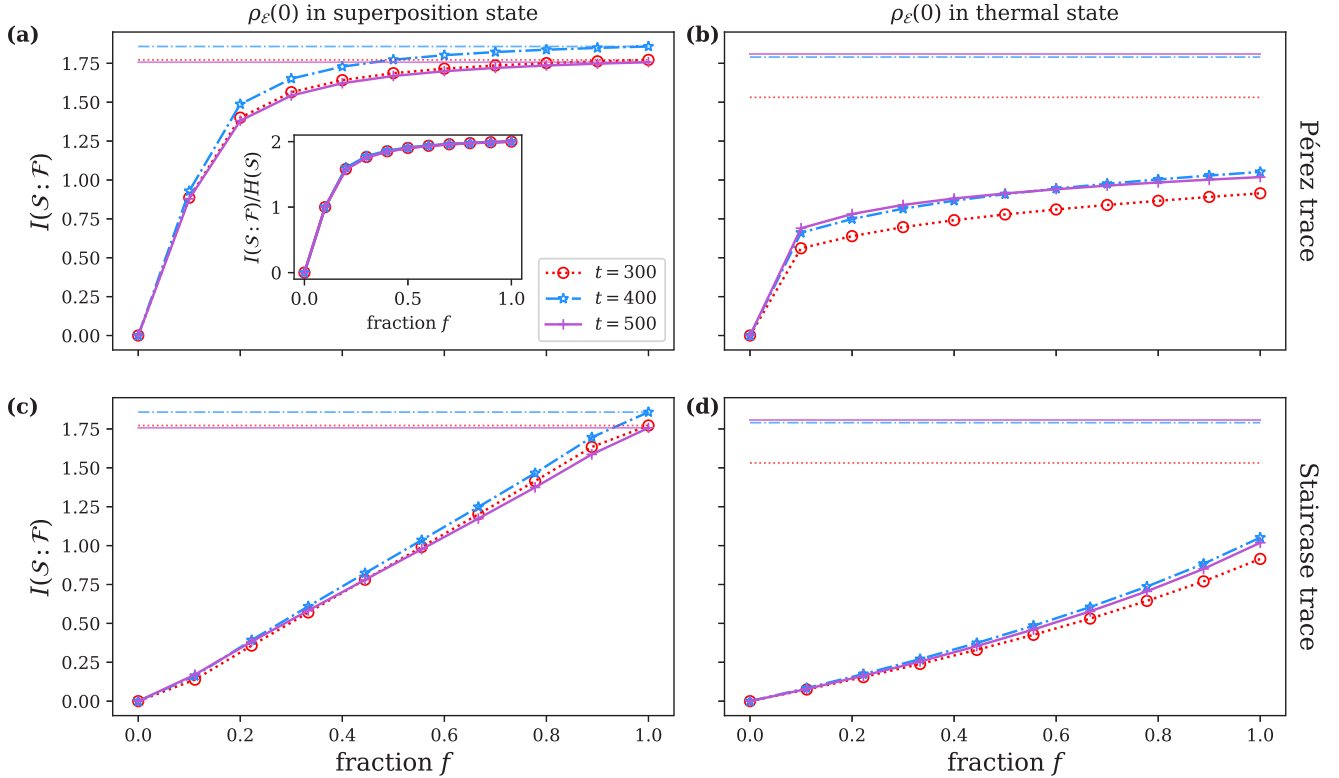 ρ_ℰ(0) in superposition state
ρ_ℰ(0) in thermal state
(a)
(b)
1.75
1.50
1.25
1.00
0.75
0.50
0.25
0.00
I(𝒮 : ℱ)
2
1
0
I(𝒮 : ℱ)/H(𝒮)
0.0 0.5 1.0
fraction f
t = 300
t = 400
t = 500
Pérez trace
(c)
(d)
1.75
1.50
1.25
1.00
0.75
0.50
0.25
0.00
I(𝒮 : ℱ)
Staircase trace
0.0 0.2 0.4 0.6 0.8 1.0
0.0 0.2 0.4 0.6 0.8 1.0
fraction f
fraction f